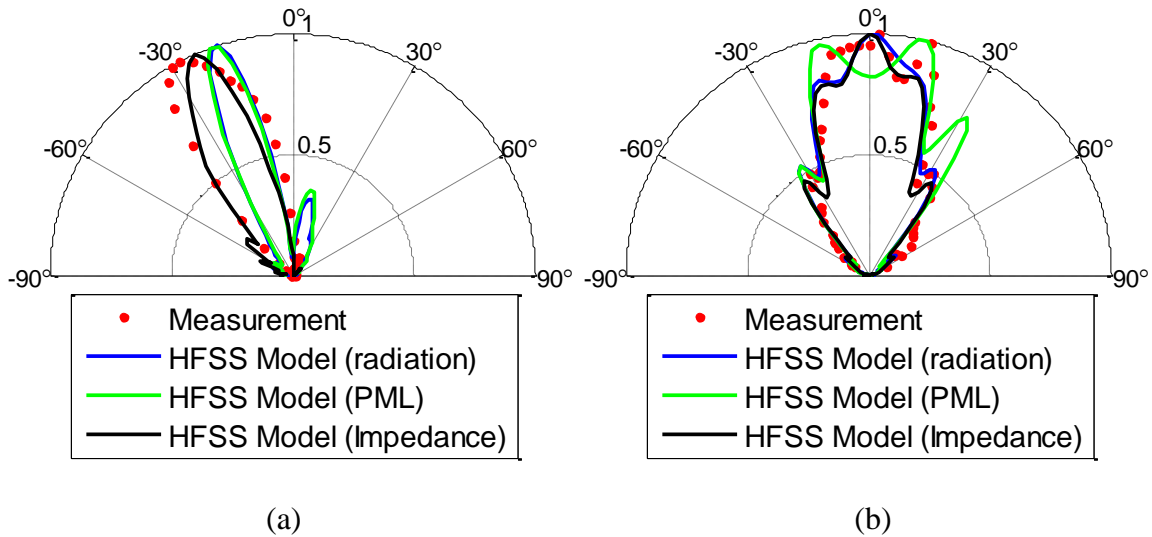 0° 1
-30° 30°
-60° 60°
0.5
-90° 90°
Measurement
HFSS Model (radiation)
HFSS Model (PML)
HFSS Model (Impedance)
(a)
0° 1
-30° 30°
-60° 60°
0.5
-90° 90°
Measurement
HFSS Model (radiation)
HFSS Model (PML)
HFSS Model (Impedance)
(b)